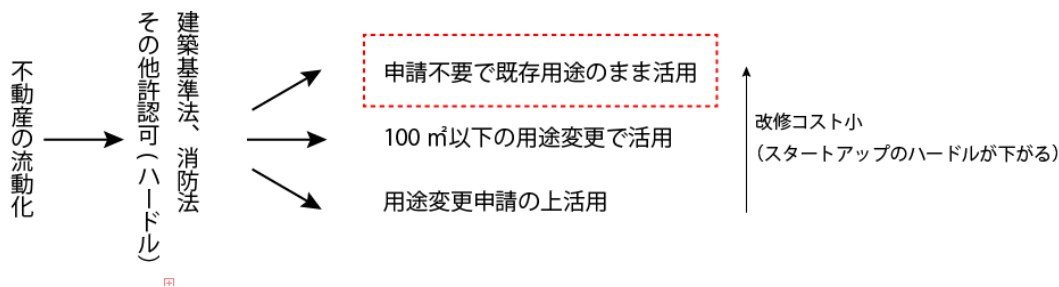 不動産の流動化
建築基準法、消防法
その他許認可(ハードル)
申請不要で既存用途のまま活用
100 ㎡以下の用途変更で活用
用途変更申請の上活用
改修コスト小
(スタートアップのハードルが下がる)